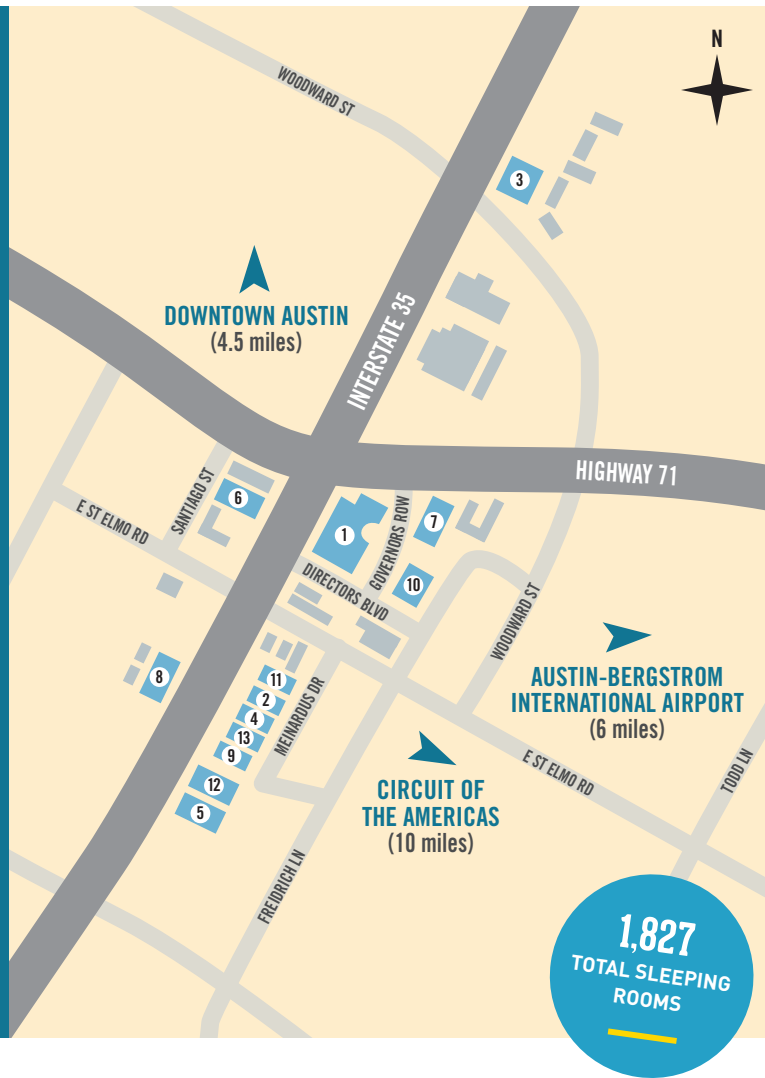 N
WOODWARD ST
3
DOWNTOWN AUSTIN
(4.5 miles)
INTERSTATE 35
HIGHWAY 71
SANTIAGO ST
6
E ST ELMO RD
1
GOVERNORS ROW
7
DIRECTORS BLVD
10
WOODWARD ST
8
11
2
4
13
9
12
5
MEINARDUS DR
AUSTIN-BERGSTROM
INTERNATIONAL AIRPORT
(6 miles)
CIRCUIT OF
THE AMERICAS
(10 miles)
E ST ELMO RD
TODD LN
FREIDRICH LN
1,827
TOTAL SLEEPING
ROOMS